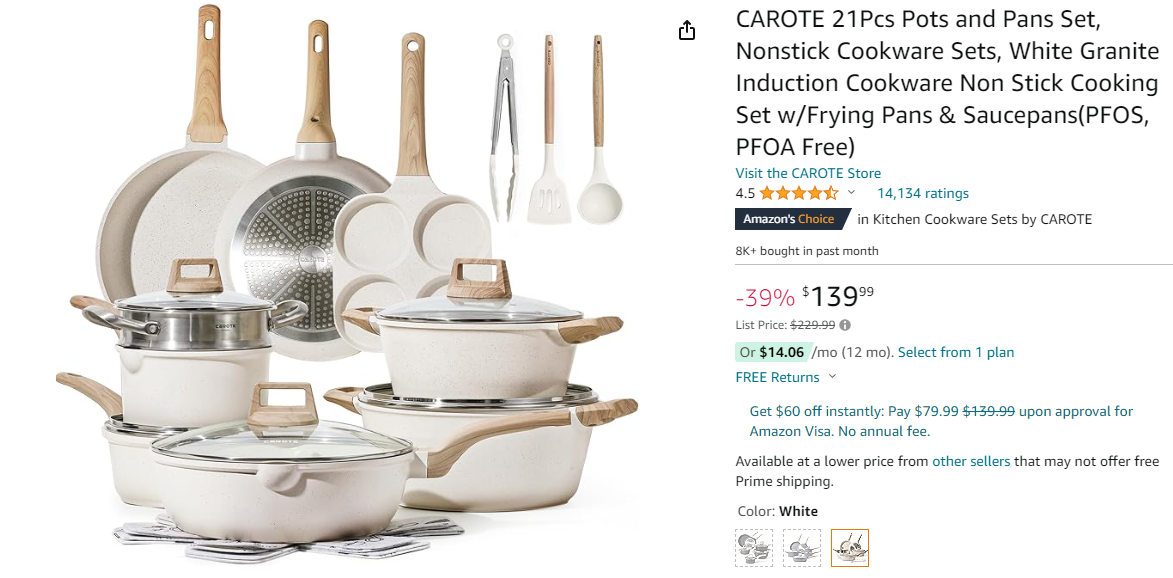 CAROTE 21Pcs Pots and Pans Set,
Nonstick Cookware Sets, White Granite
Induction Cookware Non Stick Cooking
Set w/Frying Pans & Saucepans(PFOS,
PFOA Free)
Visit the CAROTE Store
4.5 14,134 ratings
Amazon's Choice in Kitchen Cookware Sets by CAROTE
8K+ bought in past month
-39% $139.99
List Price: $229.99
Or $14.06 /mo (12 mo). Select from 1 plan
FREE Returns
Get $60 off instantly: Pay $79.99 $139.99 upon approval for
Amazon Visa. No annual fee.
Available at a lower price from other sellers that may not offer free
Prime shipping.
Color: White
CAROTE
CAROTE
CAROTE